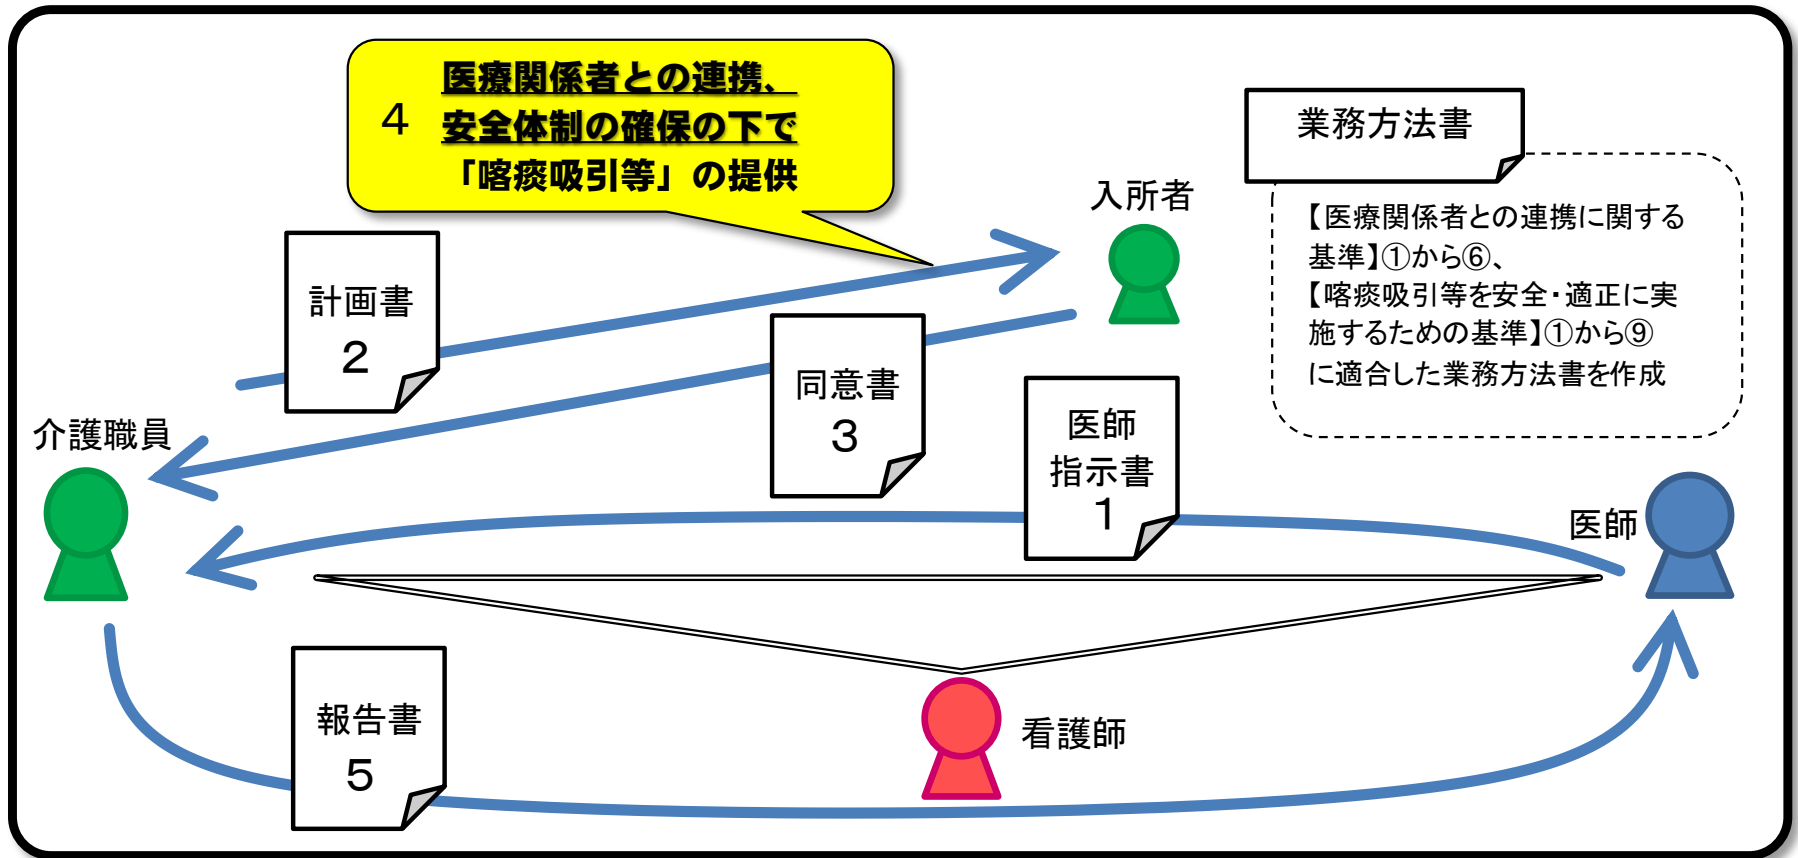 4
医療関係者との連携、
安全体制の確保の下で
「喀痰吸引等」の提供
業務方法書
【医療関係者との連携に関する
基準】①から⑥、
【喀痰吸引等を安全・適正に実
施するための基準】①から⑨
に適合した業務方法書を作成
入所者
計画書
2
同意書
3
医師
指示書
1
介護職員
医師
報告書
5
看護師